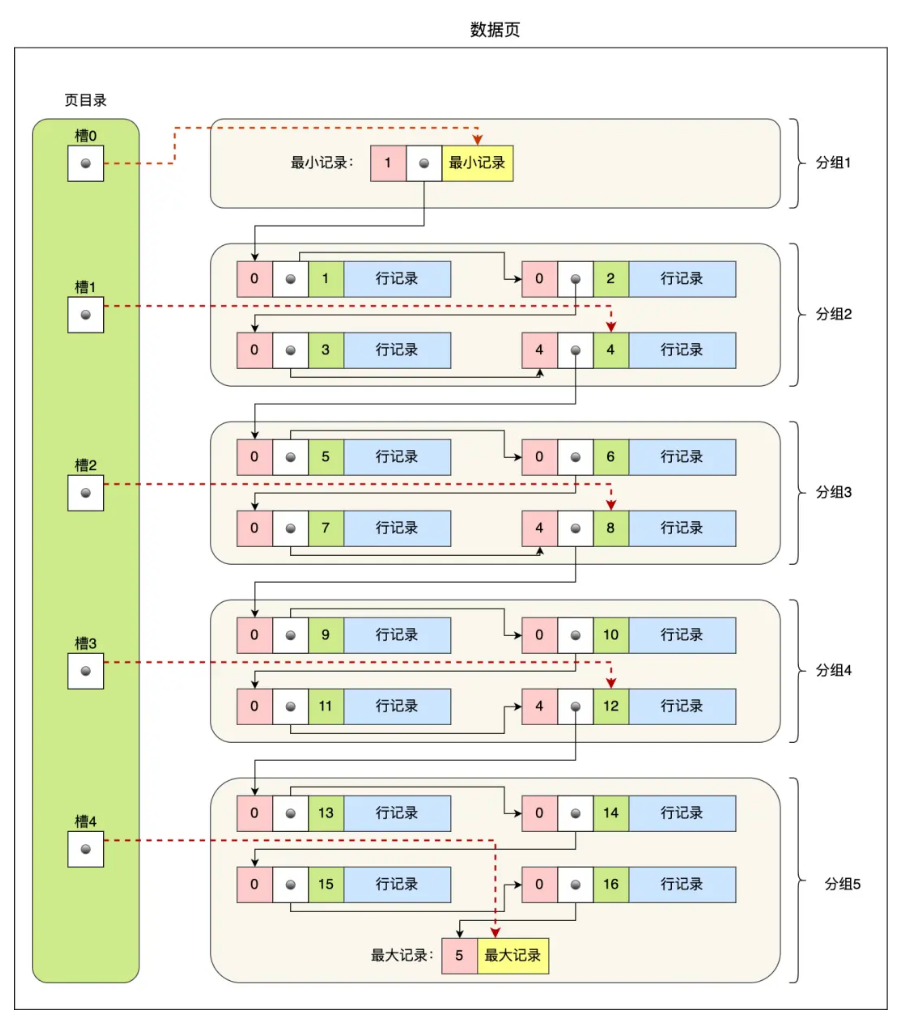 数据页
页目录
槽0
最小记录： 1 最小记录
分组1
0 1 行记录 0 2 行记录
槽1
分组2
0 3 行记录 4 4 行记录
0 5 行记录 0 6 行记录
槽2
分组3
0 7 行记录 4 8 行记录
0 9 行记录 0 10 行记录
槽3
分组4
0 11 行记录 4 12 行记录
0 13 行记录 0 14 行记录
槽4
0 15 行记录 0 16 行记录
分组5
最大记录： 5 最大记录